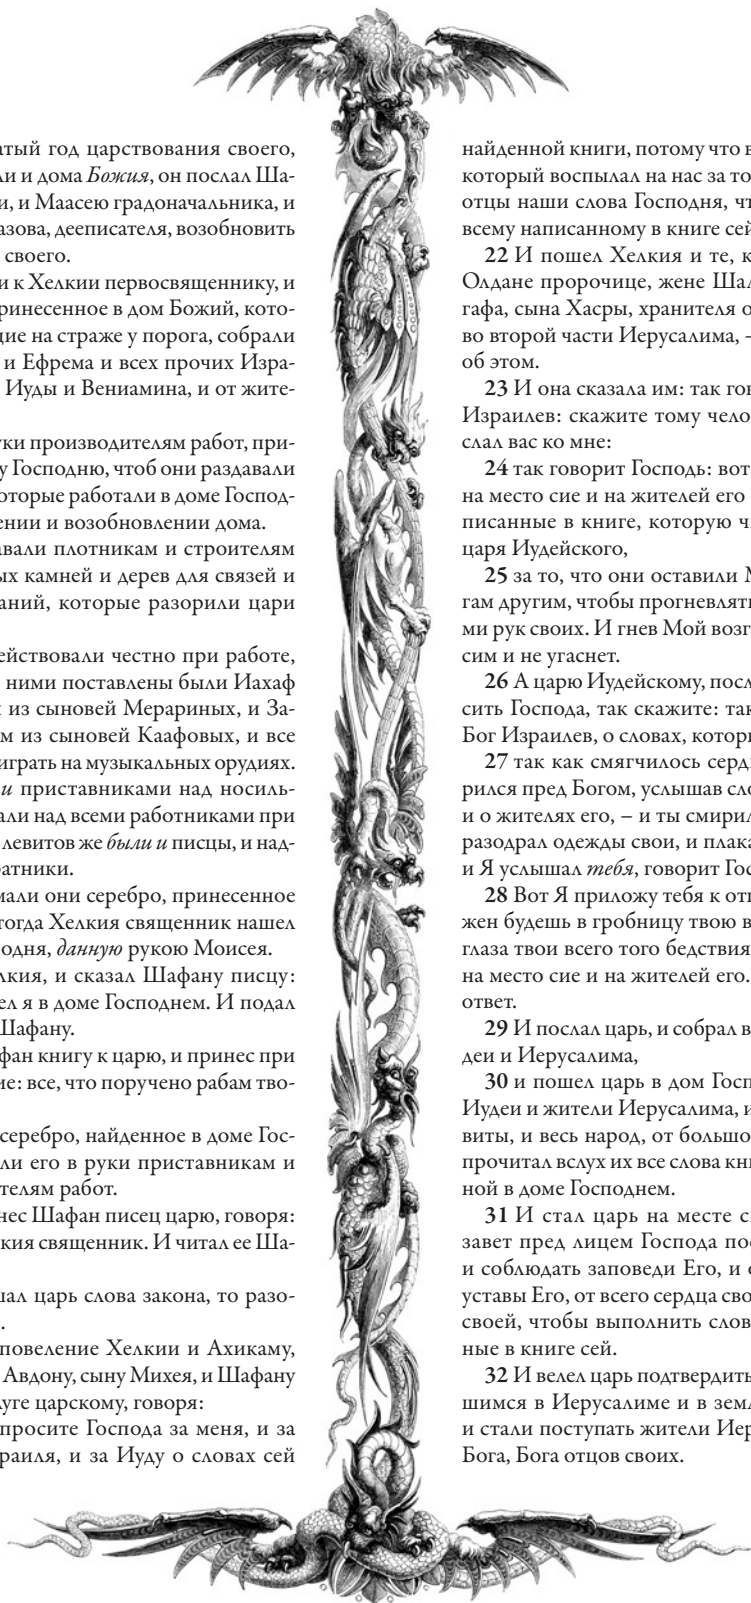 атый год царствования своего,
ли и дома Божия, он послал Ша-
и, и Маасею градоначальника, и
азова, дееписателя, возобновить
своего.
и к Хелкии первосвященнику, и
ринесенное в дом Божий, кото-
щие на страже у порога, собрали
и Ефрема и всех прочих Изра-
Иуды и Вениамина, и от жите-
уки производителям работ, при-
у Господню, чтоб они раздавали
оторые работали в доме Господ-
ении и возобновлении дома.
авали плотникам и строителям
ых камней и дерев для связей и
аний, которые разорили цари
ействовали честно при работе,
ними поставлены были Иахаф
и из сыновей Мерариных, и За-
м из сыновей Каафовых, и все
играть на музыкальных орудиях.
и приставниками над носиль-
али над всеми работниками при
левитов же были и писцы, и над-
атники.
мали они серебро, принесенное
тогда Хелкия священник нашел
одня, данную рукою Моисея.
лкия, и сказал Шафану писцу:
ел я в доме Господнем. И подал
Шафану.
фан книгу к царю, и принес при
ие: все, что поручено рабам тво-
серебро, найденное в доме Гос-
ли его в руки приставникам и
телям работ.
нес Шафан писец царю, говоря:
кия священник. И читал ее Ша-
шал царь слова закона, то разо-
.
повеление Хелкии и Ахикаму,
Авдону, сыну Михея, и Шафану
уге царскому, говоря:
просите Господа за меня, и за
раиля, и за Иуду о словах сей
найденной книги, потому что в
который воспылал на нас за то
отцы наши слова Господня, чт
всему написанному в книге сей
22 И пошел Хелкия и те, к
Олдане пророчице, жене Шал
гафа, сына Хасры, хранителя о
во второй части Иерусалима, –
об этом.
23 И она сказала им: так гов
Израилев: скажите тому чело
слал вас ко мне:
24 так говорит Господь: вот
на место сие и на жителей его
писанные в книге, которую ч
царя Иудейского,
25 за то, что они оставили М
гам другим, чтобы прогневлять
ми рук своих. И гнев Мой возг
сим и не угаснет.
26 А царю Иудейскому, посл
сить Господа, так скажите: так
Бог Израилев, о словах, котори
27 так как смягчилось серд
рился пред Богом, услышав сло
и о жителях его, – и ты смирил
разодрал одежды свои, и плака
и Я услышал тебя, говорит Гос
28 Вот Я приложу тебя к отц
жен будешь в гробницу твою в
глаза твои всего того бедствия
на место сие и на жителей его.
ответ.
29 И послал царь, и собрал в
деи и Иерусалима,
30 и пошел царь в дом Госп
Иудеи и жители Иерусалима, и
виты, и весь народ, от большо
прочитал вслух их все слова кни
ной в доме Господнем.
31 И стал царь на месте с
завет пред лицем Господа пос
и соблюдать заповеди Его, и о
уставы Его, от всего сердца сво
своей, чтобы выполнить слов
ные в книге сей.
32 И велел царь подтвердить
шимся в Иерусалиме и в земл
и стали поступать жители Иер
Бога, Бога отцов своих.